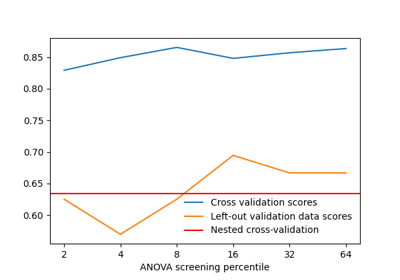 0.85
0.80
0.75
0.70
0.65
0.60
Cross validation scores
Left-out validation data scores
Nested cross-validation
2 4 8 16 32 64
ANOVA screening percentile